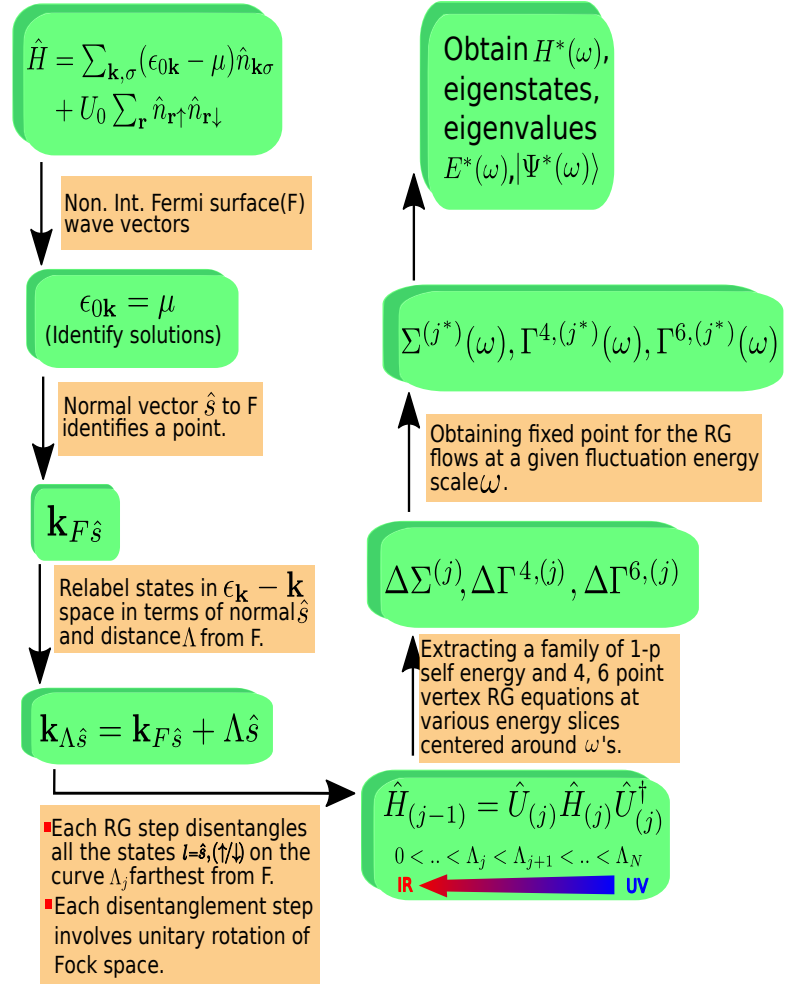 Ĥ = ∑_{k,σ}(ϵ_{0k} − μ)n̂_{kσ}
+ U₀ ∑_r n̂_{r↑}n̂_{r↓}
Non. Int. Fermi surface(F)
wave vectors
ϵ_{0k} = μ
(Identify solutions)
Normal vector ŝ to F
identifies a point.
k_{Fŝ}
Relabel states in ϵ_k − k
space in terms of normal ŝ
and distance Λ from F.
k_{Λŝ} = k_{Fŝ} + Λŝ
Each RG step disentangles
all the states l=ŝ,(↑/↓) on the
curve Λ_j farthest from F.
Each disentanglement step
involves unitary rotation of
Fock space.
Ĥ_{(j−1)} = Û_{(j)}Ĥ_{(j)}Û†_{(j)}
0 < .. < Λ_j < Λ_{j+1} < .. < Λ_N
IR UV
Extracting a family of 1-p
self energy and 4, 6 point
vertex RG equations at
various energy slices
centered around ω's.
ΔΣ^{(j)}, ΔΓ^{4,(j)}, ΔΓ^{6,(j)}
Obtaining fixed point for the RG
flows at a given fluctuation energy
scale ω.
Σ^{(j*)}(ω), Γ^{4,(j*)}(ω), Γ^{6,(j*)}(ω)
Obtain H*(ω),
eigenstates,
eigenvalues
E*(ω),|Ψ*(ω)⟩